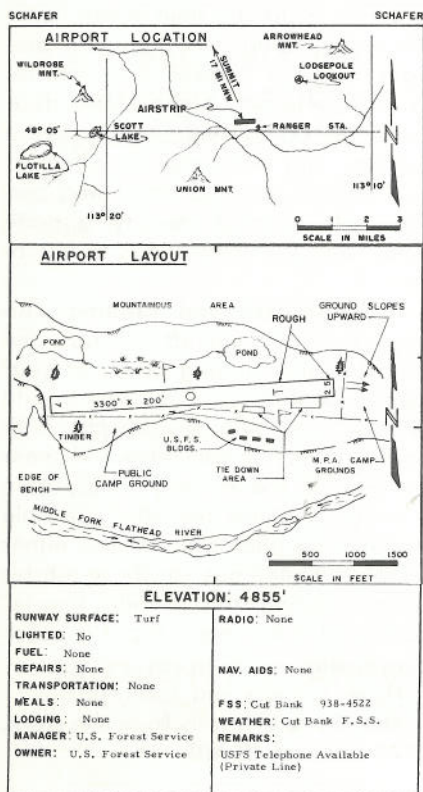 SCHAFER SCHAFER
AIRPORT LOCATION
ARROWHEAD
MNT.
WILDROSE
MNT.
SUMMIT
17 MI NNW
LODGEPOLE
LOOKOUT
AIRSTRIP
48° 05'
SCOTT
LAKE
RANGER STA.
N
FLOTILLA
LAKE
UNION MNT.
113° 10'
113° 20'
0 1 2 3
SCALE IN MILES
AIRPORT LAYOUT
MOUNTAINOUS AREA
GROUND SLOPES
UPWARD
ROUGH
POND
POND
7
3300' X 200'
T
25
N
TIMBER
U.S.F.S.
BLDGS.
EDGE OF
BENCH
PUBLIC
CAMP GROUND
TIE DOWN
AREA
M.P.A. CAMP
GROUNDS
MIDDLE FORK FLATHEAD RIVER
0 500 1000 1500
SCALE IN FEET
ELEVATION: 4855'
RUNWAY SURFACE: Turf
LIGHTED: No
FUEL: None
REPAIRS: None
TRANSPORTATION: None
MEALS: None
LODGING: None
MANAGER: U.S. Forest Service
OWNER: U.S. Forest Service
RADIO: None
NAV. AIDS: None
FSS: Cut Bank 938-4522
WEATHER: Cut Bank F.S.S.
REMARKS:
USFS Telephone Available
(Private Line)